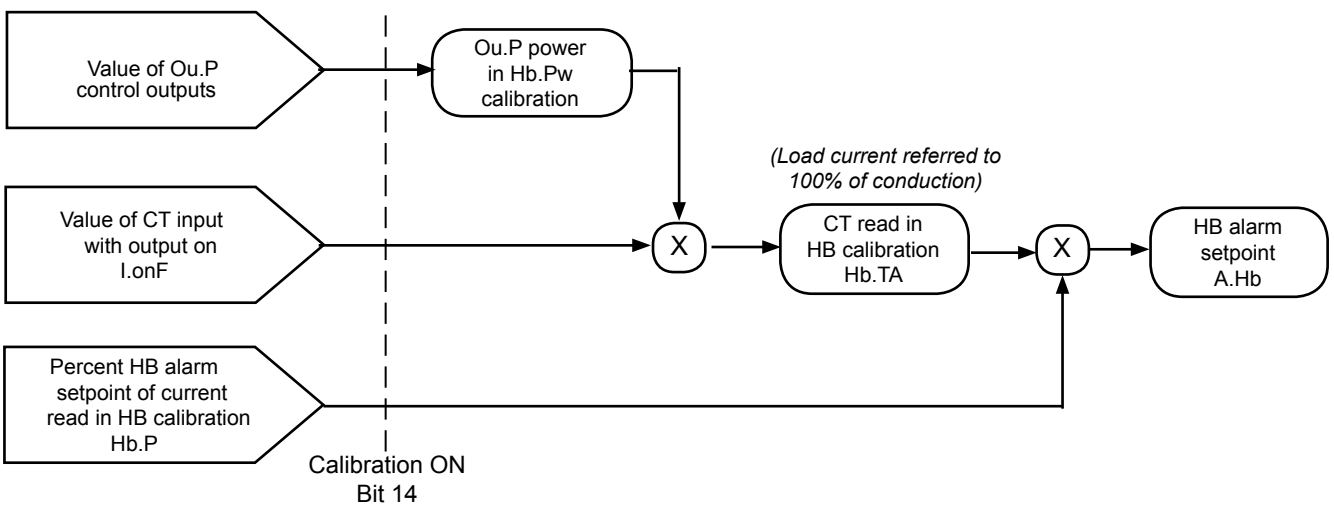 Value of Ou.P
control outputs
Ou.P power
in Hb.Pw
calibration
(Load current referred to
100% of conduction)
Value of CT input
with output on
I.onF
X
CT read in
HB calibration
Hb.TA
X
HB alarm
setpoint
A.Hb
Percent HB alarm
setpoint of current
read in HB calibration
Hb.P
Calibration ON
Bit 14